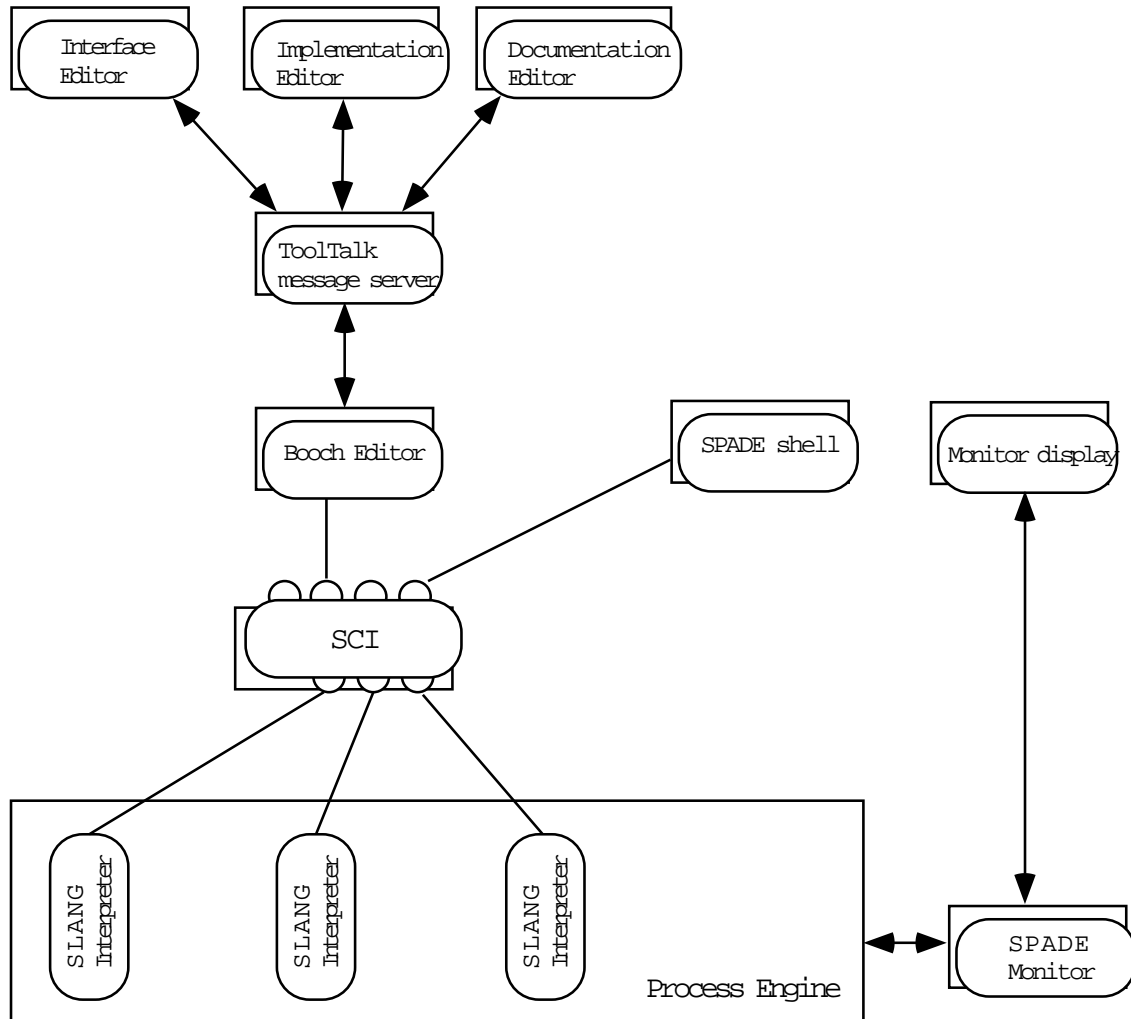 Interface
Editor
Implementation
Editor
Documentation
Editor
ToolTalk
message server
Booch Editor
SPADE shell
Monitor display
SCI
SLANG
Interpreter
SLANG
Interpreter
SLANG
Interpreter
Process Engine
SPADE
Monitor